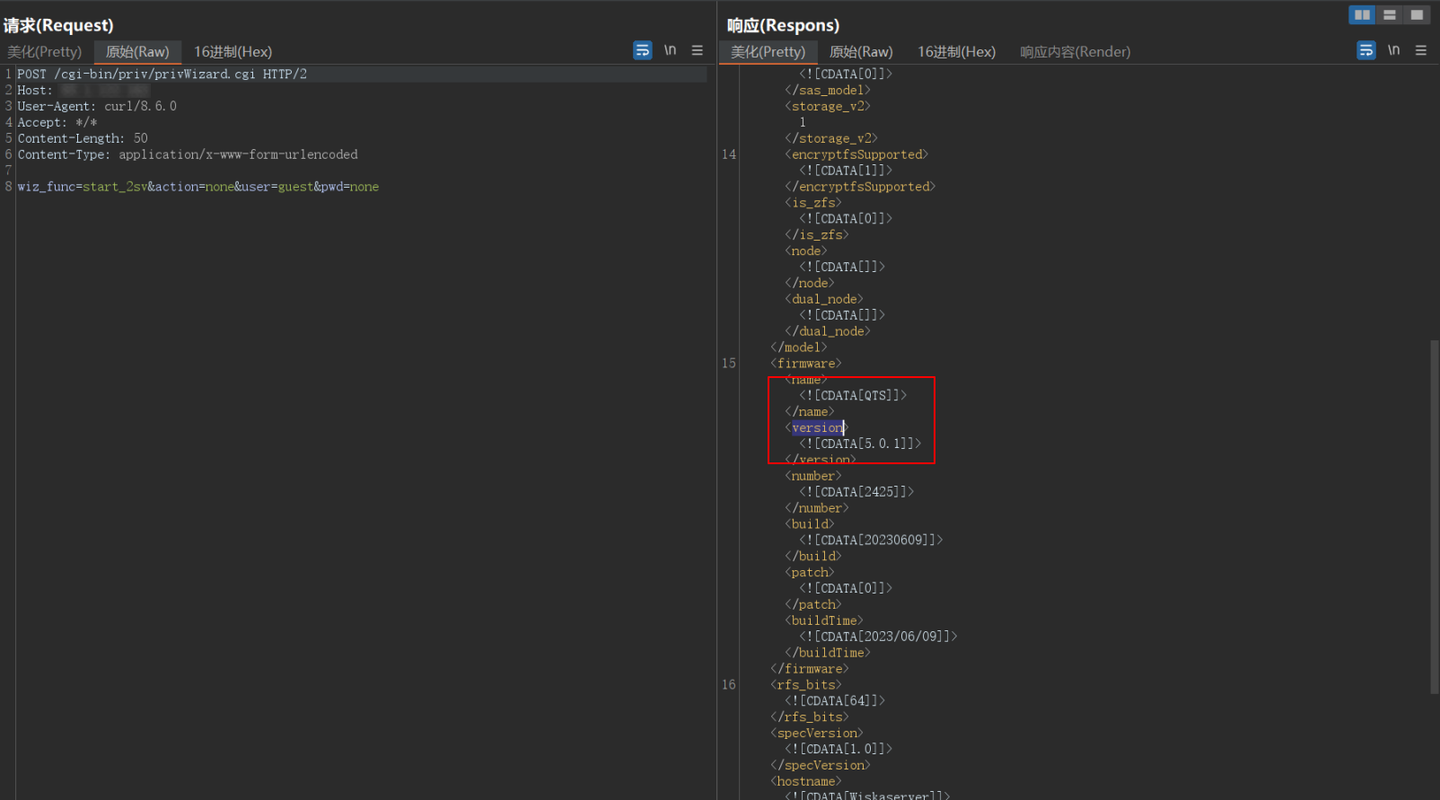 请求(Request)
美化(Pretty) 原始(Raw) 16进制(Hex) \n
1 POST /cgi-bin/priv/privWizard.cgi HTTP/2
2 Host:
3 User-Agent: curl/8.6.0
4 Accept: */*
5 Content-Length: 50
6 Content-Type: application/x-www-form-urlencoded
7
8 wiz_func=start_2sv&action=none&user=guest&pwd=none
响应(Respons)
美化(Pretty) 原始(Raw) 16进制(Hex) 响应内容(Render) \n
<![CDATA[0]]>
</sas_model>
<storage_v2>
1
</storage_v2>
14 <encryptfsSupported>
<![CDATA[1]]>
</encryptfsSupported>
<is_zfs>
<![CDATA[0]]>
</is_zfs>
<node>
<![CDATA[]]>
</node>
<dual_node>
<![CDATA[]]>
</dual_node>
</model>
15 <firmware>
<name>
<![CDATA[QTS]]>
</name>
<version>
<![CDATA[5.0.1]]>
</version>
<number>
<![CDATA[2425]]>
</number>
<build>
<![CDATA[20230609]]>
</build>
<patch>
<![CDATA[0]]>
</patch>
<buildTime>
<![CDATA[2023/06/09]]>
</buildTime>
</firmware>
16 <rfs_bits>
<![CDATA[64]]>
</rfs_bits>
<specVersion>
<![CDATA[1.0]]>
</specVersion>
<hostname>
<![CDATA[Wiskaserver]]>